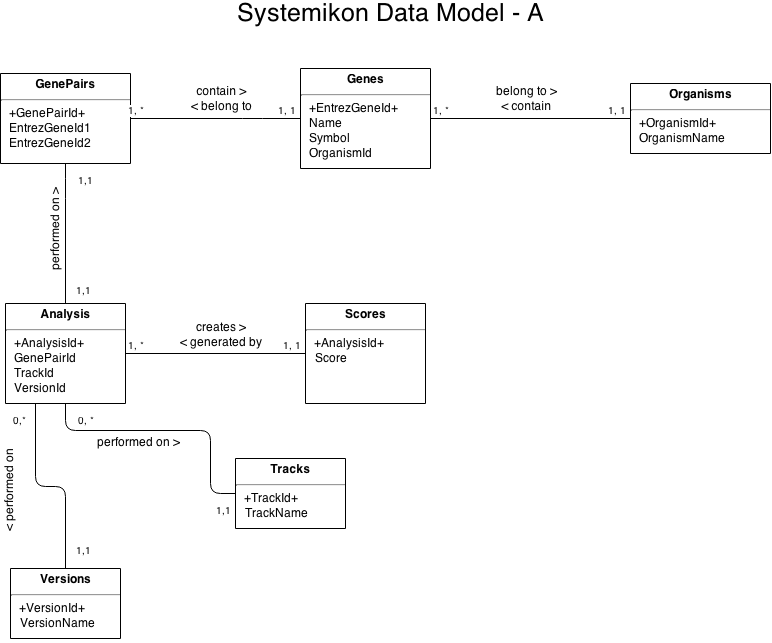 Systemikon Data Model - A
GenePairs
+GenePairId+
EntrezGeneId1
EntrezGeneId2
1, *
contain >
< belong to
1, 1
Genes
+EntrezGeneId+
Name
Symbol
OrganismId
1, *
belong to >
< contain
1, 1
Organisms
+OrganismId+
OrganismName
1,1
performed on >
1,1
Analysis
+AnalysisId+
GenePairId
TrackId
VersionId
1, *
creates >
< generated by
1, 1
Scores
+AnalysisId+
Score
0,*
0, *
performed on >
< performed on
1,1
Tracks
+TrackId+
TrackName
1,1
Versions
+VersionId+
VersionName